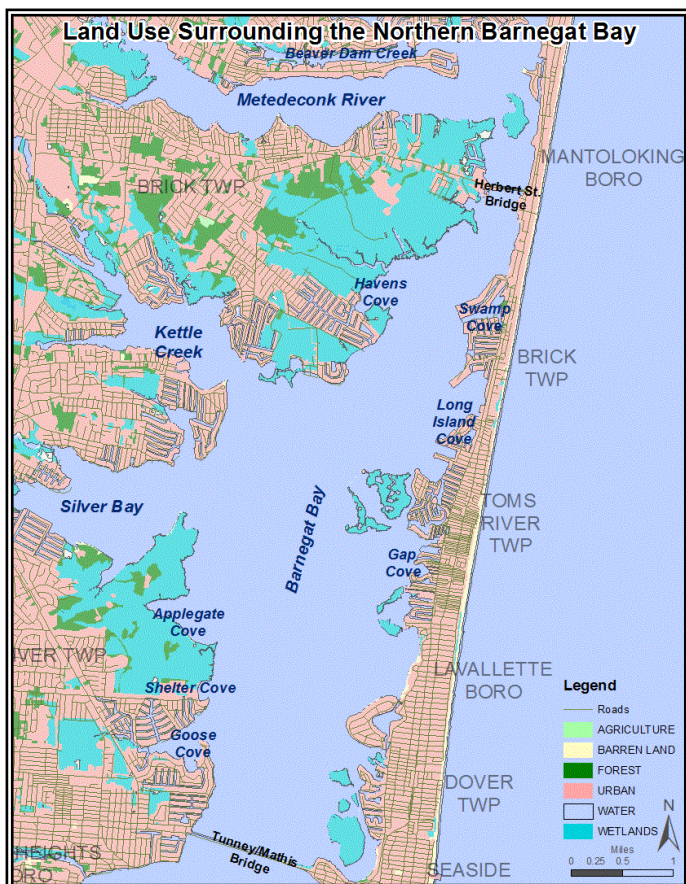 Land Use Surrounding the Northern Barnegat Bay
Beaver Dam Creek
Metedeconk River
MANTOLOKING
BORO
BRICK TWP
Herbert St.
Bridge
Havens
Cove
Swamp
Cove
Kettle
Creek
BRICK
TWP
Long
Island
Cove
Silver Bay
TOMS
RIVER
TWP
Barnegat Bay
Gap
Cove
Applegate
Cove
IVER TWP
LAVALLETTE
BORO
Shelter Cove
Goose
Cove
DOVER
TWP
Tunney/Mathis
Bridge
HEIGHTS
ORO
SEASIDE
Legend
Roads
AGRICULTURE
BARREN LAND
FOREST
URBAN
WATER
WETLANDS
N
Miles
0 0.25 0.5 1